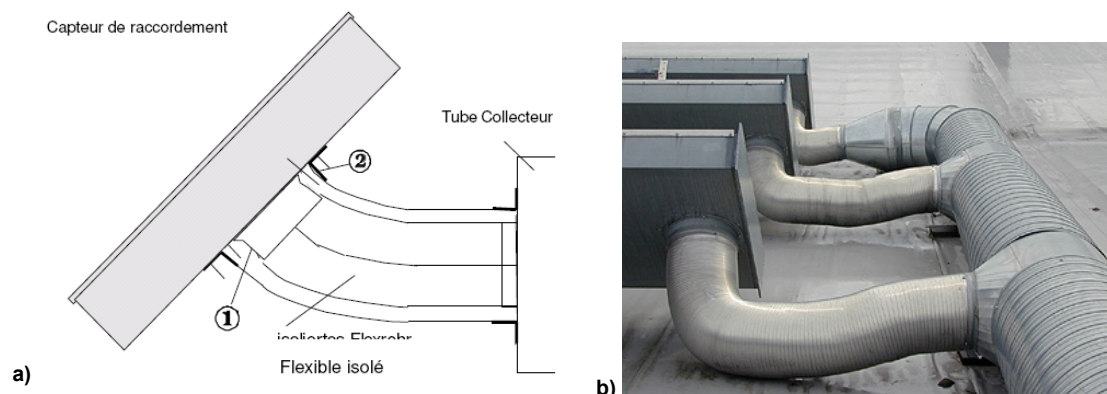 Capteur de raccordement
Tube Collecteur
②
①
isoliertes Flexrohr
Flexible isolé
a)
b)